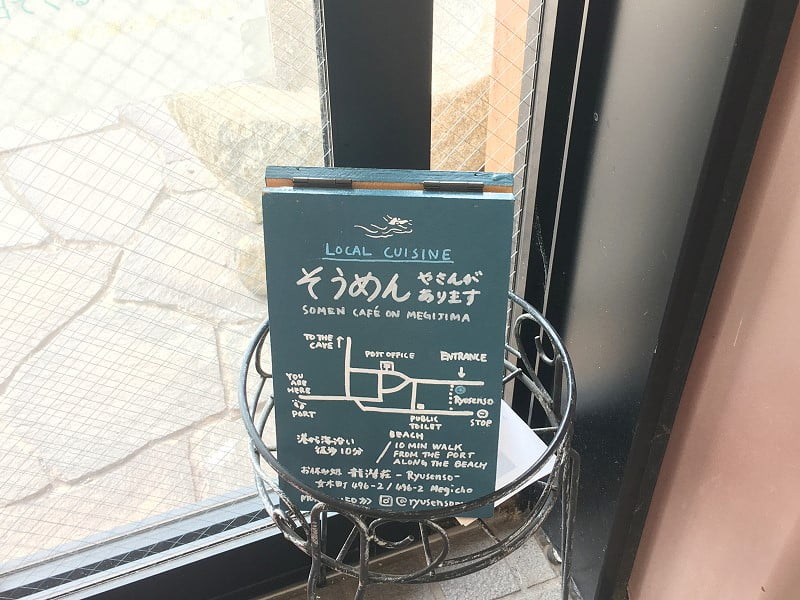 LOCAL CUISINE
そうめん やさんが
あります
SOMEN CAFÉ ON MEGIJIMA
TO THE
CAVE
POST OFFICE
ENTRANCE
YOU
ARE
HERE
PORT
Ryusenso
PUBLIC
TOILET
STOP
BEACH
港から海沿い
徒歩10分
10 MIN WALK
FROM THE PORT
ALONG THE BEACH
お休み処 龍潜荘 - Ryusenso -
女木町 496-2 / 496-2 Megicho
@ryusenso